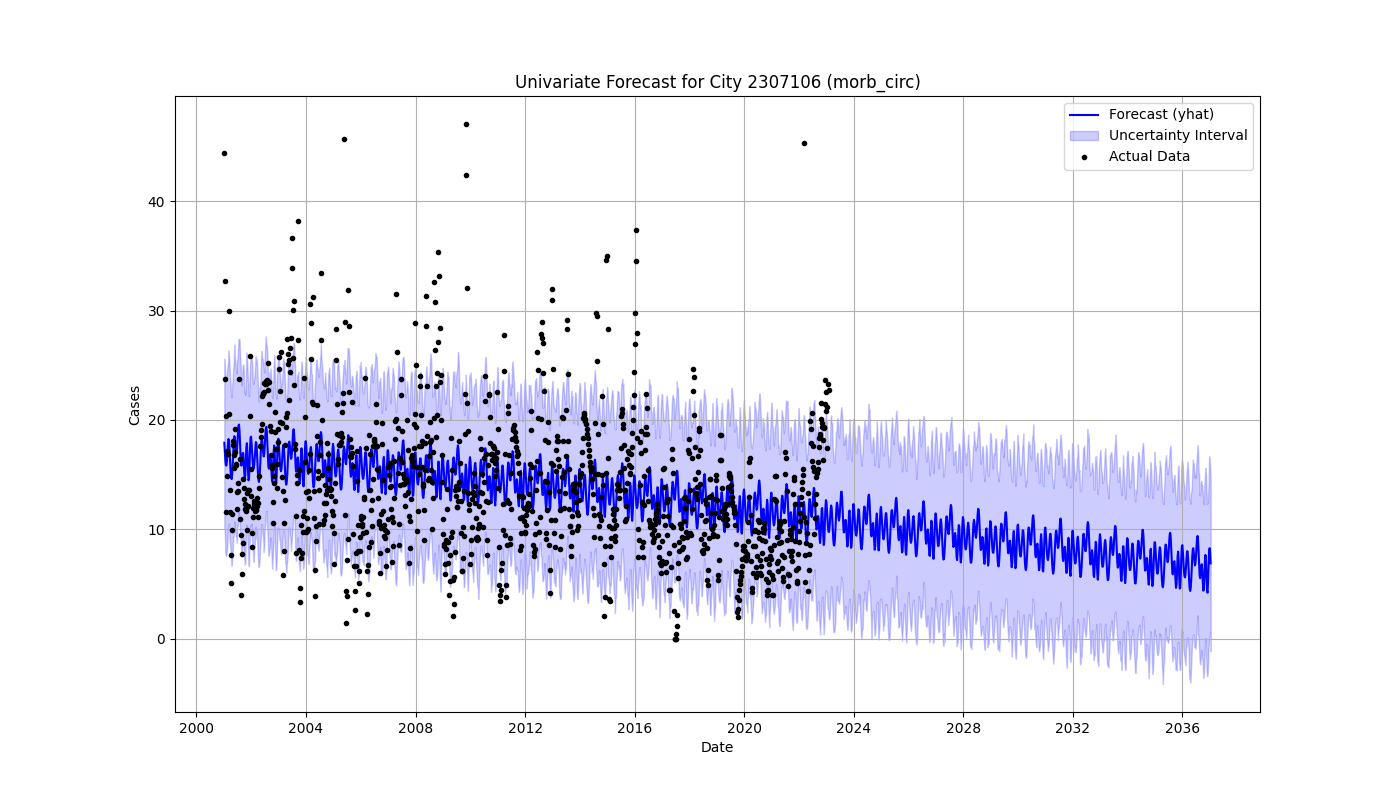 Univariate Forecast for City 2307106 (morb_circ)
Forecast (yhat)
Uncertainty Interval
Actual Data
Cases
40
30
20
10
0
2000
2004
2008
2012
2016
2020
2024
2028
2032
2036
Date